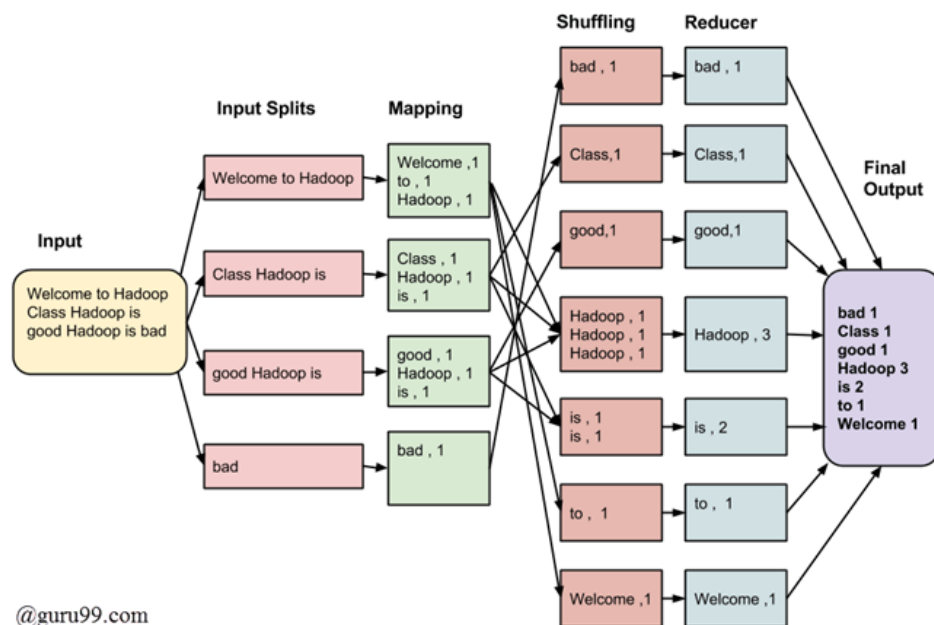 Input
Welcome to Hadoop
Class Hadoop is
good Hadoop is bad
Input Splits
Welcome to Hadoop
Class Hadoop is
good Hadoop is
bad
Mapping
Welcome ,1
to , 1
Hadoop , 1
Class , 1
Hadoop , 1
is , 1
good , 1
Hadoop , 1
is , 1
bad , 1
Shuffling
bad , 1
Class,1
good,1
Hadoop , 1
Hadoop , 1
Hadoop , 1
is , 1
is , 1
to , 1
Welcome ,1
Reducer
bad , 1
Class,1
good,1
Hadoop , 3
is , 2
to , 1
Welcome ,1
Final
Output
bad 1
Class 1
good 1
Hadoop 3
is 2
to 1
Welcome 1
@guru99.com